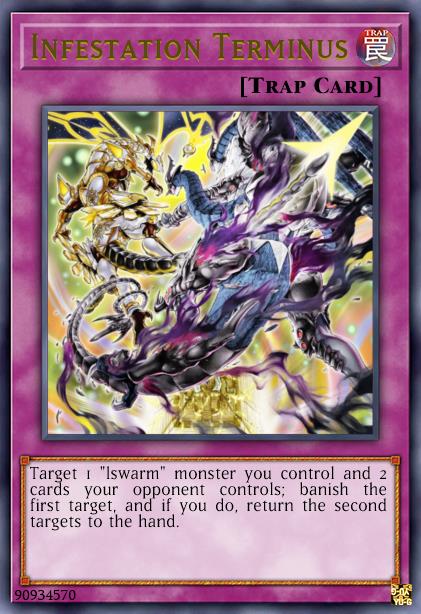 Infestation Terminus
TRAP
罠
[Trap Card]
Target 1 "lswarm" monster you control and 2
cards your opponent controls; banish the
first target, and if you do, return the second
targets to the hand.
90934570